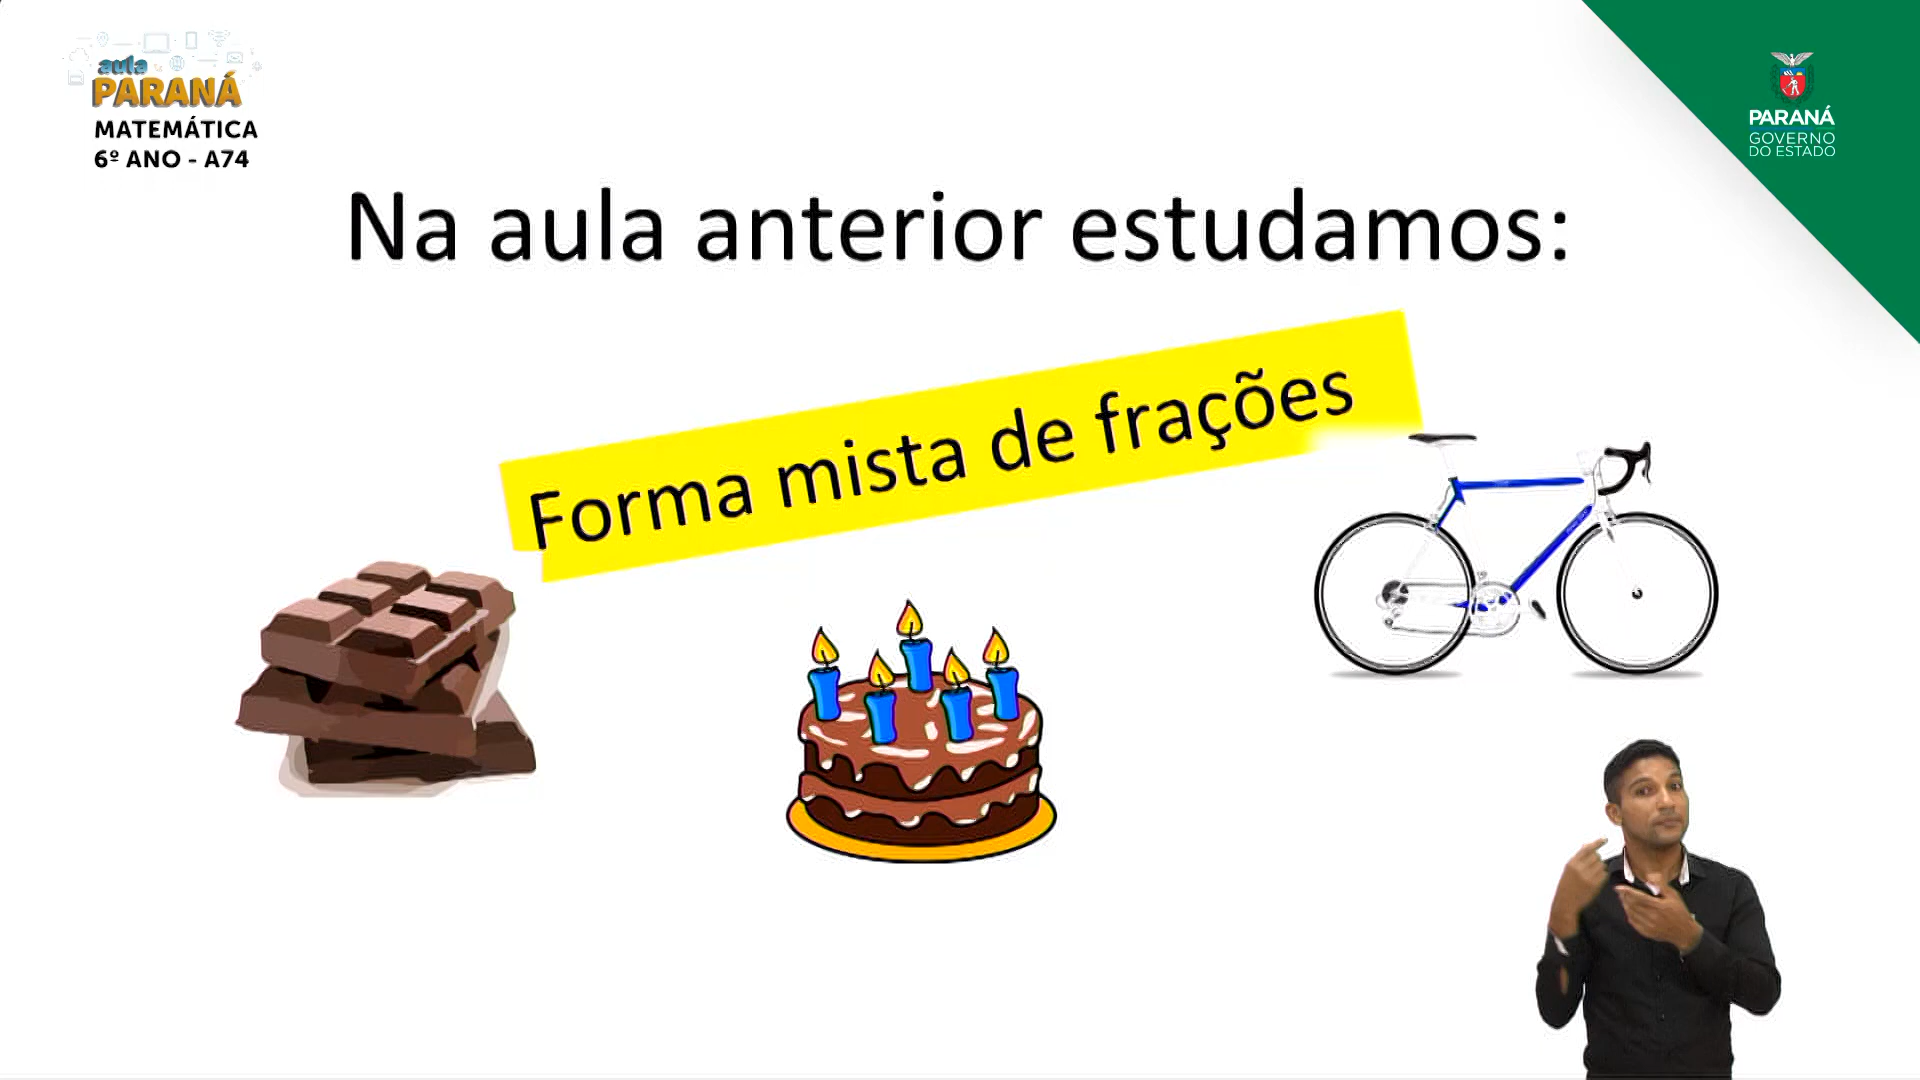 aula
PARANÁ
MATEMÁTICA
6º ANO - A74
PARANÁ
GOVERNO
DO ESTADO
Na aula anterior estudamos:
Forma mista de frações